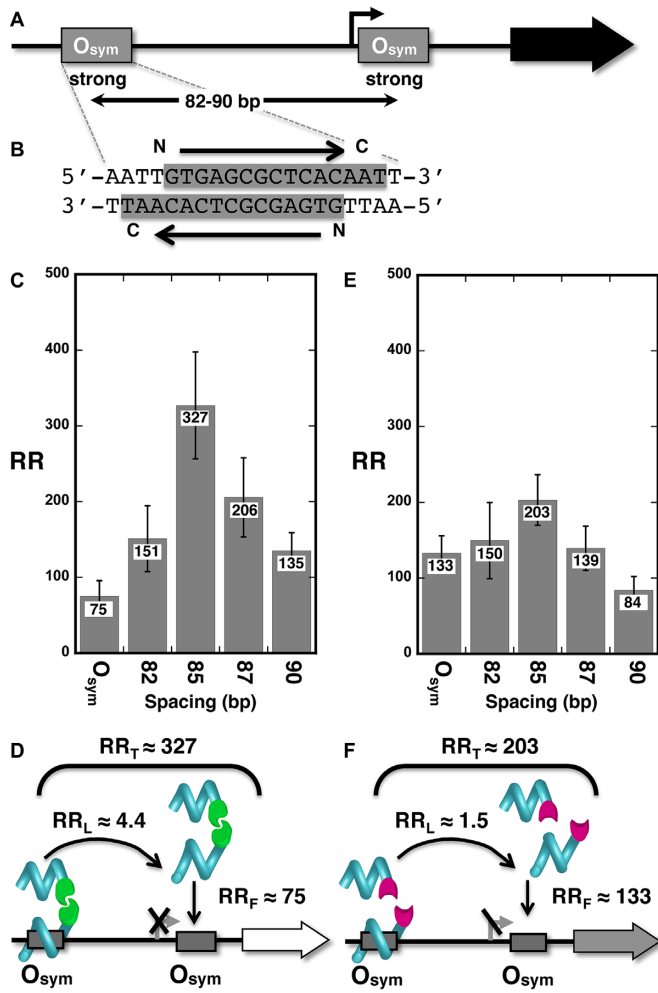 A
Osym Osym
strong strong
82-90 bp
B N C
5′-AATTGTGAGCGCTCACAATT-3′
3′-TTAACACTCGCGAGTGTTAA-5′
C N
C
500
400
300
200
100
0
RR
75
151
327
206
135
Osym 82 85 87 90
Spacing (bp)
E
500
400
300
200
100
0
RR
133
150
203
139
84
Osym 82 85 87 90
Spacing (bp)
D
RRT ≈ 327
RRL ≈ 4.4
RRF ≈ 75
Osym Osym
F
RRT ≈ 203
RRL ≈ 1.5
RRF ≈ 133
Osym Osym